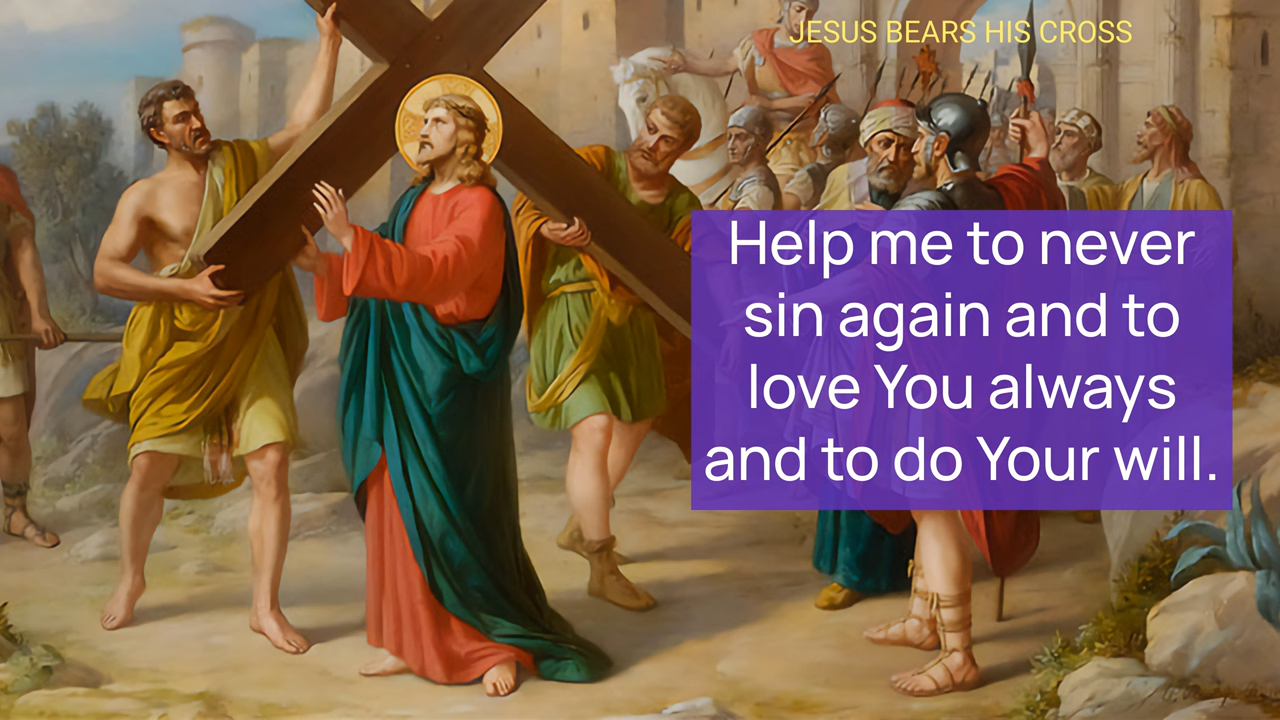 JESUS BEARS HIS CROSS
Help me to never
sin again and to
love You always
and to do Your will.